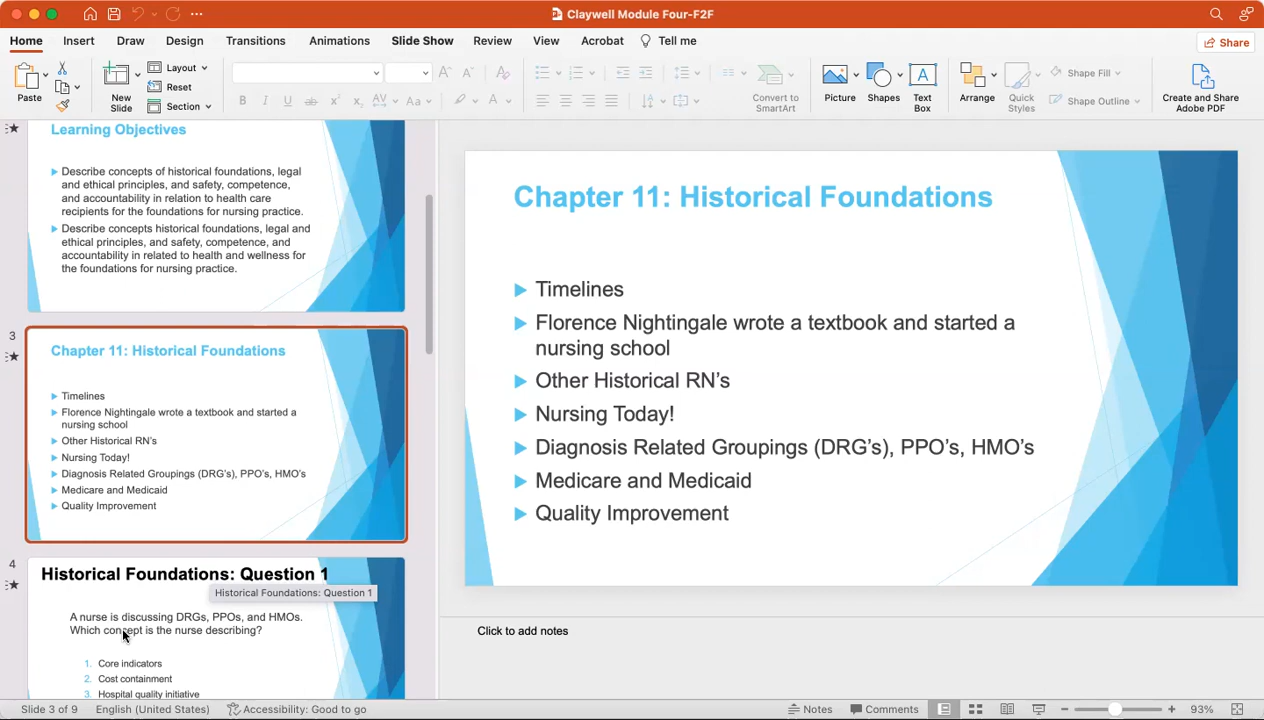 Claywell Module Four-F2F
Home Insert Draw Design Transitions Animations Slide Show Review View Acrobat Tell me Share
Paste
New Slide
Layout
Reset
Section
B I U ab x² x₂ AV Aa A
Convert to SmartArt
Picture
Shapes
Text Box
Arrange
Quick Styles
Shape Fill
Shape Outline
Create and Share Adobe PDF
Learning Objectives
Describe concepts of historical foundations, legal
and ethical principles, and safety, competence,
and accountability in relation to health care
recipients for the foundations for nursing practice.
Describe concepts historical foundations, legal and
ethical principles, and safety, competence, and
accountability in related to health and wellness for
the foundations for nursing practice.
3
Chapter 11: Historical Foundations
Timelines
Florence Nightingale wrote a textbook and started a
nursing school
Other Historical RN's
Nursing Today!
Diagnosis Related Groupings (DRG's), PPO's, HMO's
Medicare and Medicaid
Quality Improvement
4
Historical Foundations: Question 1
Historical Foundations: Question 1
A nurse is discussing DRGs, PPOs, and HMOs.
Which concept is the nurse describing?
1. Core indicators
2. Cost containment
3. Hospital quality initiative
Chapter 11: Historical Foundations
Timelines
Florence Nightingale wrote a textbook and started a
nursing school
Other Historical RN's
Nursing Today!
Diagnosis Related Groupings (DRG's), PPO's, HMO's
Medicare and Medicaid
Quality Improvement
Click to add notes
Slide 3 of 9 English (United States) Accessibility: Good to go Notes Comments 93%